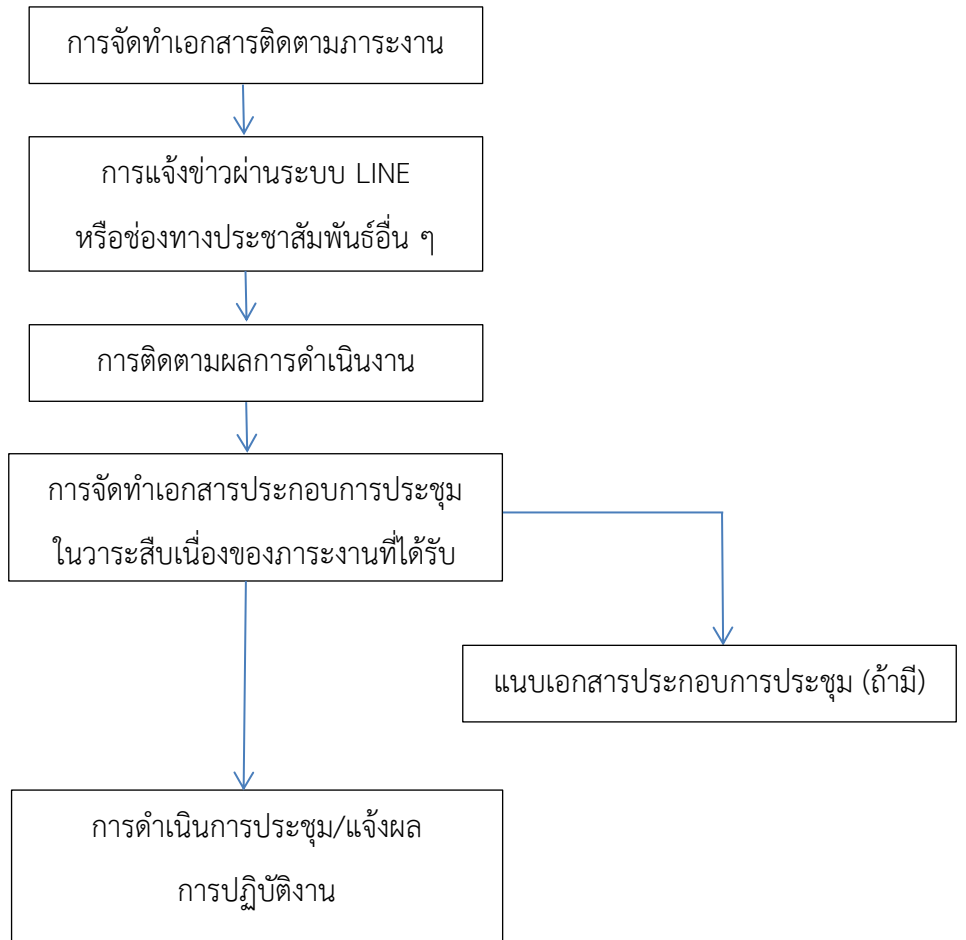 การจัดทำเอกสารติดตามภาระงาน
การแจ้งข่าวผ่านระบบ LINE
หรือช่องทางประชาสัมพันธ์อื่น ๆ
การติดตามผลการดำเนินงาน
การจัดทำเอกสารประกอบการประชุม
ในวาระสืบเนื่องของภาระงานที่ได้รับ
แนบเอกสารประกอบการประชุม (ถ้ามี)
การดำเนินการประชุม/แจ้งผล
การปฏิบัติงาน